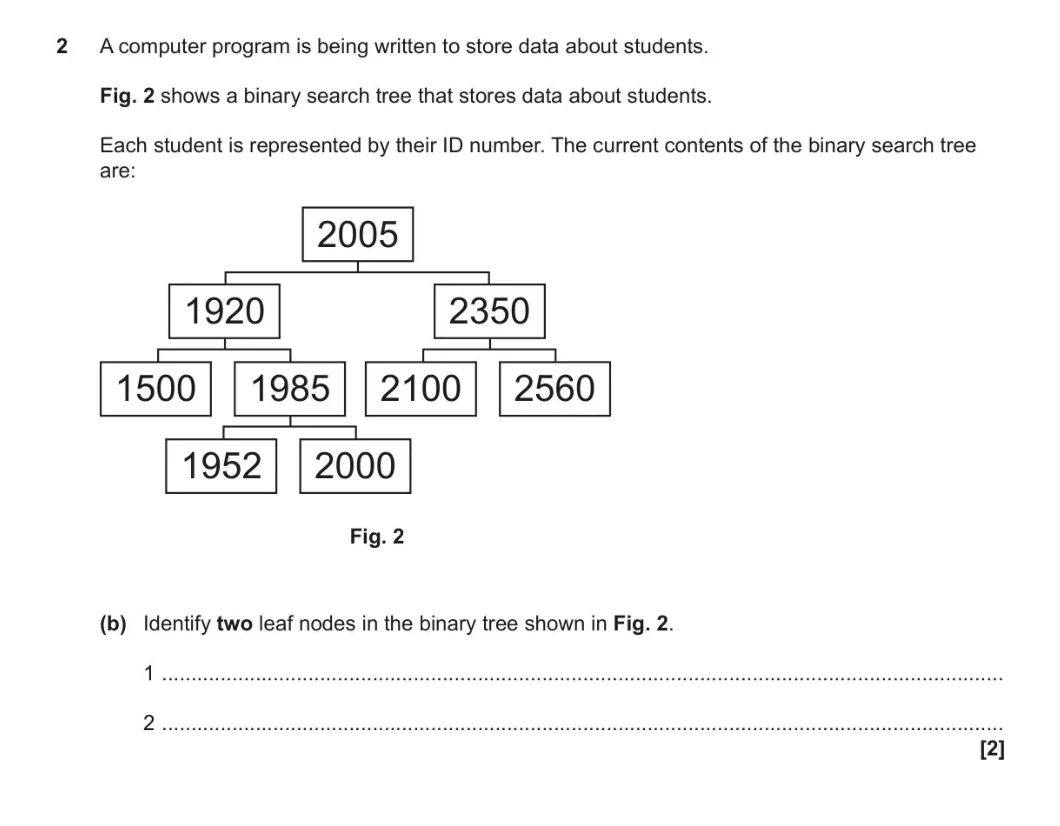 2 A computer program is being written to store data about students.
Fig. 2 shows a binary search tree that stores data about students.
Each student is represented by their ID number. The current contents of the binary search tree
are:
2005
1920 2350
1500 1985 2100 2560
1952 2000
Fig. 2
(b) Identify two leaf nodes in the binary tree shown in Fig. 2.
1 ....................................................................................................................................................
2 ....................................................................................................................................................
[2]